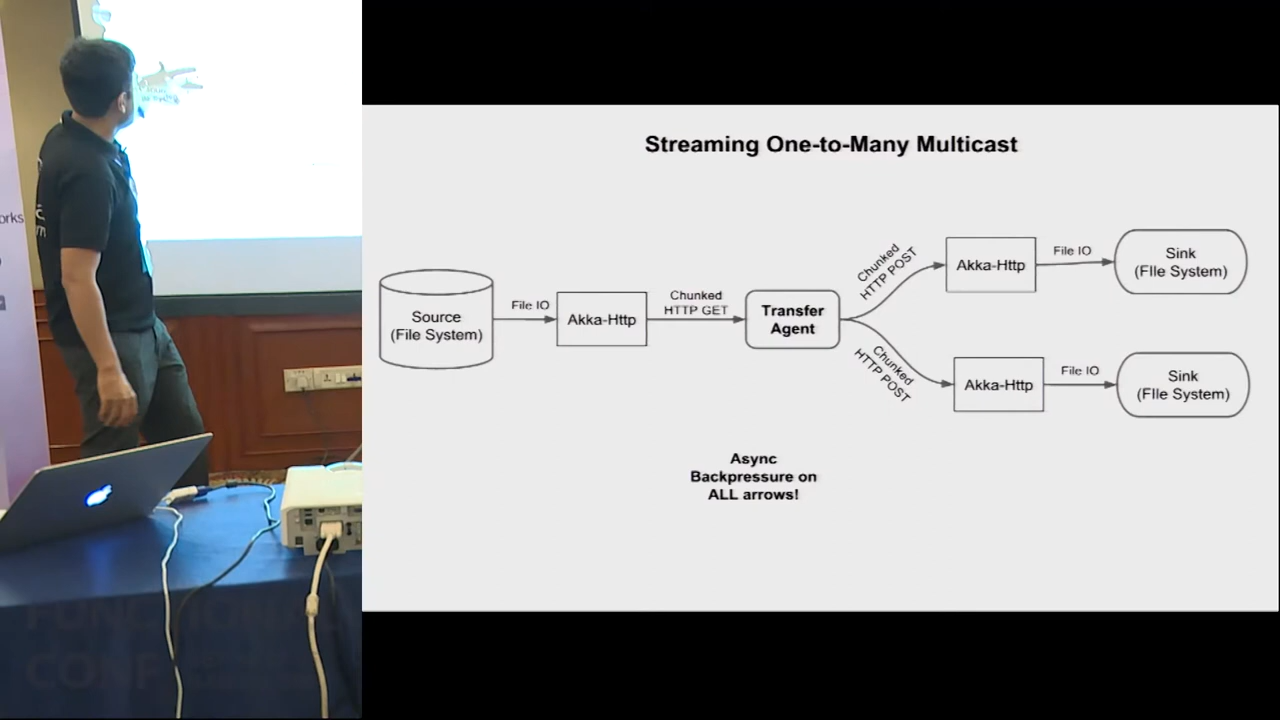 Streaming One-to-Many Multicast
Source
(File System)
File IO
Akka-Http
Chunked
HTTP GET
Transfer
Agent
Chunked
HTTP POST
Akka-Http
File IO
Sink
(FIle System)
Chunked
HTTP POST
Akka-Http
File IO
Sink
(FIle System)
Async
Backpressure on
ALL arrows!
orks
CONF